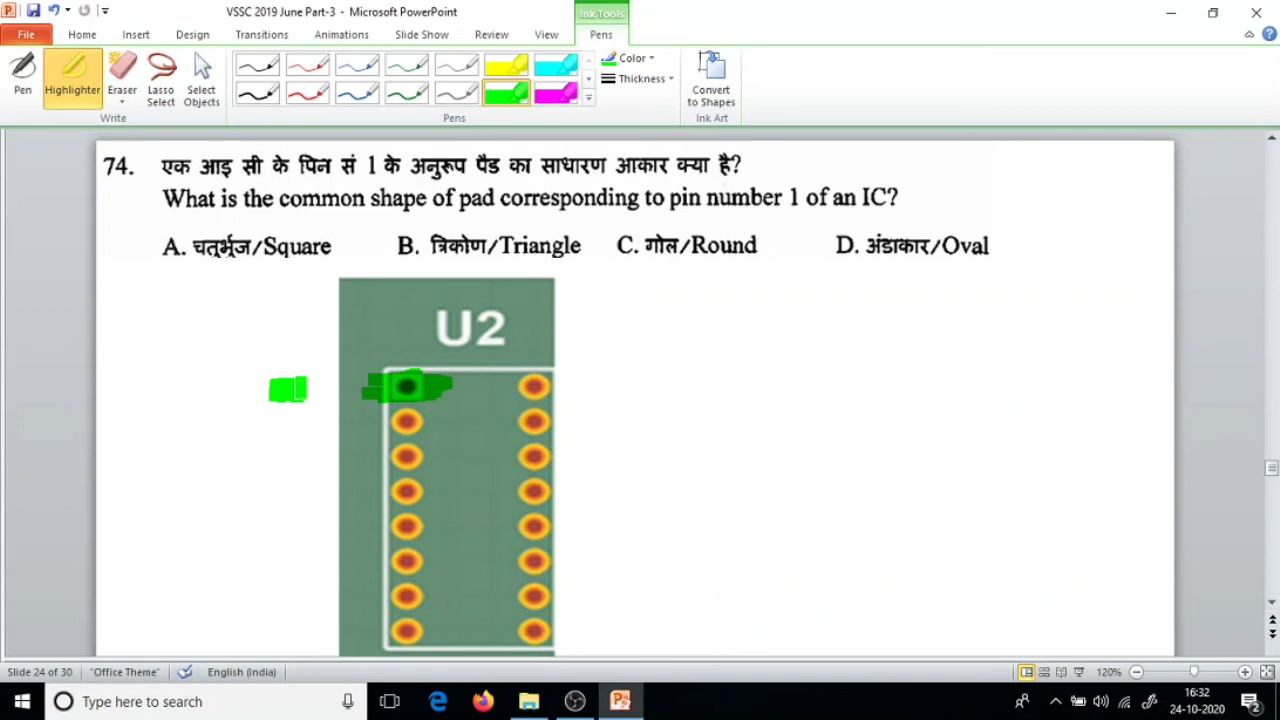 VSSC 2019 June Part-3 - Microsoft PowerPoint
Ink Tools
File Home Insert Design Transitions Animations Slide Show Review View Pens
Color
Thickness
Pen Highlighter Eraser Lasso Select Select Objects Convert to Shapes
Write Pens Ink Art
74. एक आइ सी के पिन सं 1 के अनुरूप पैड का साधारण आकार क्या है?
What is the common shape of pad corresponding to pin number 1 of an IC?
A. चतुर्भुज/Square B. त्रिकोण/Triangle C. गोल/Round D. अंडाकार/Oval
U2
Slide 24 of 30 "Office Theme" English (India) 120%
Type here to search
16:32
24-10-2020
2